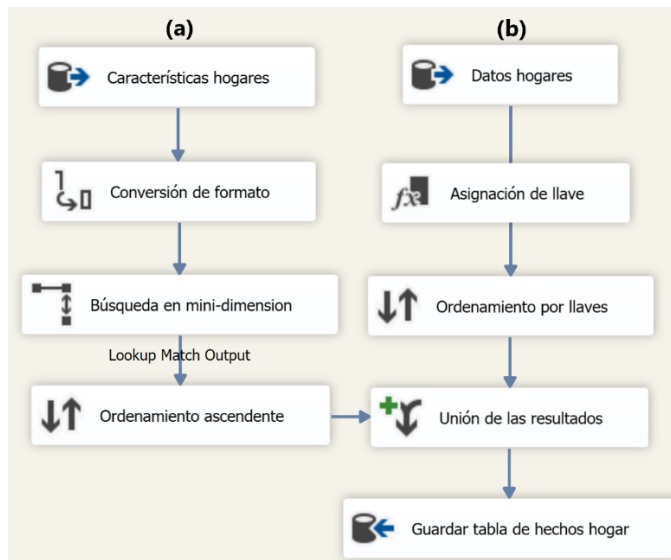 (a)
Características hogares
Conversión de formato
Búsqueda en mini-dimension
Lookup Match Output
Ordenamiento ascendente
(b)
Datos hogares
fx
Asignación de llave
Ordenamiento por llaves
Unión de las resultados
Guardar tabla de hechos hogar